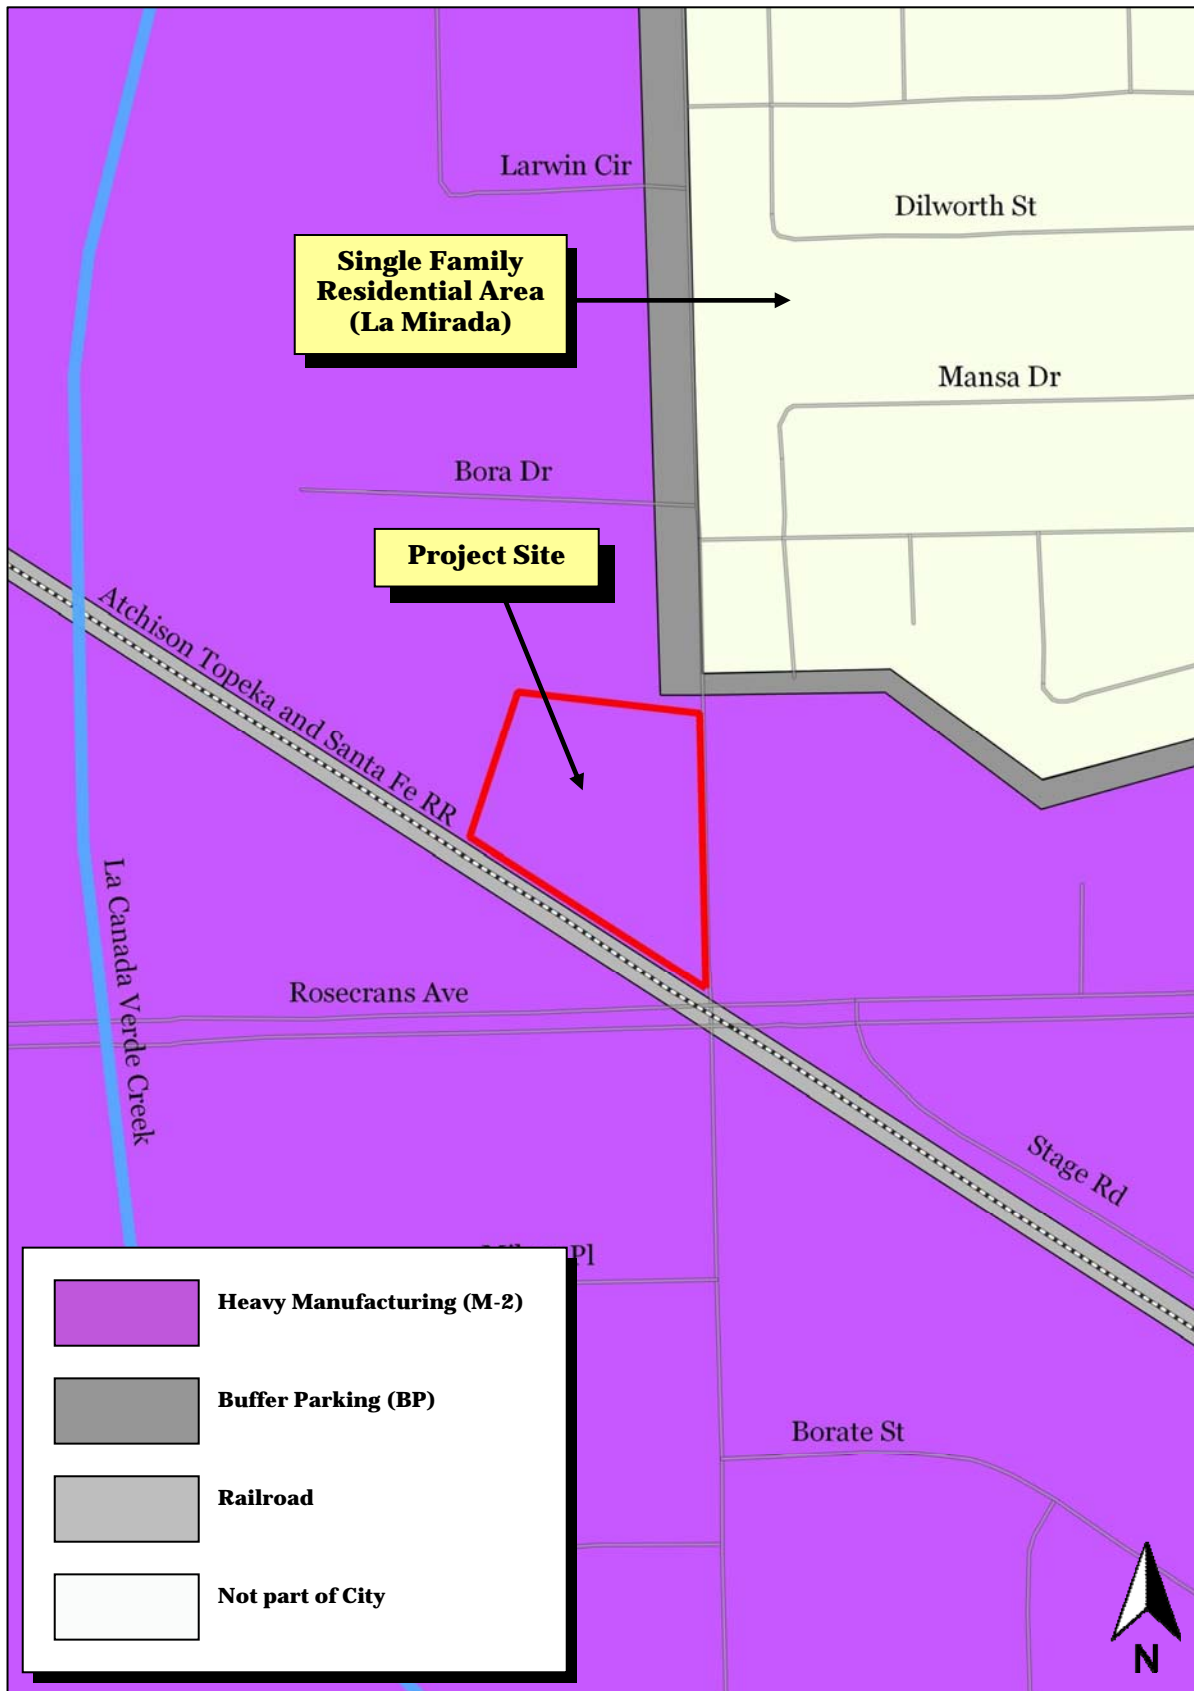 Larwin Cir
Dilworth St
Single Family
Residential Area
(La Mirada)
Mansa Dr
Bora Dr
Project Site
Atchison Topeka and Santa Fe RR
La Canada Verde Creek
Rosecrans Ave
Stage Rd
Pl
Heavy Manufacturing (M-2)
Buffer Parking (BP)
Railroad
Not part of City
Borate St
N